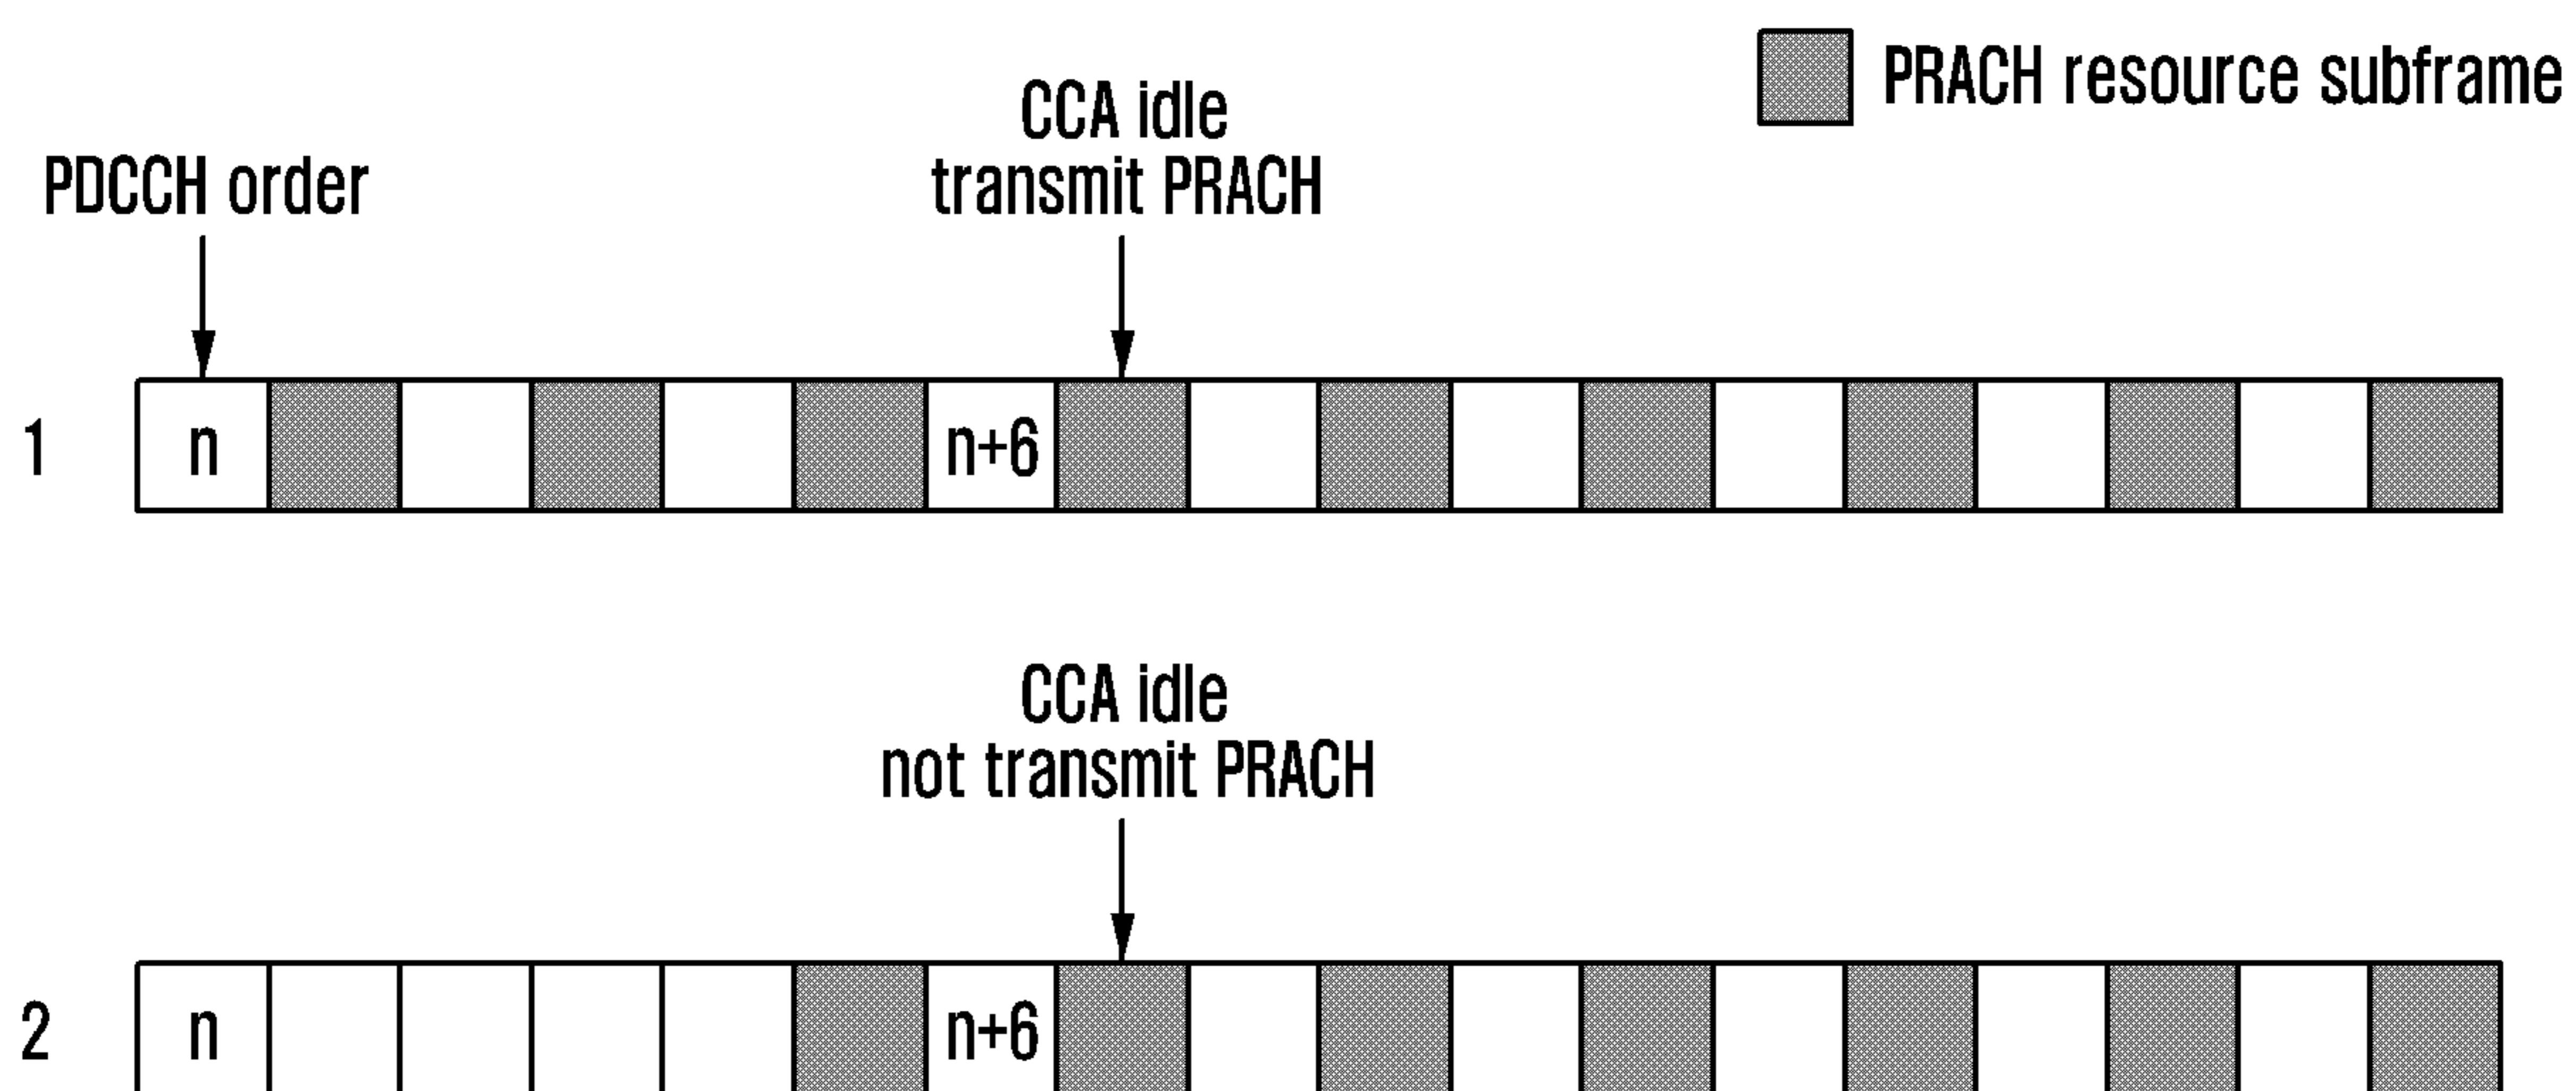 PRACH resource subframe
CCA idle
transmit PRACH
PDCCH order
1
n
n+6
CCA idle
not transmit PRACH
2
n
n+6